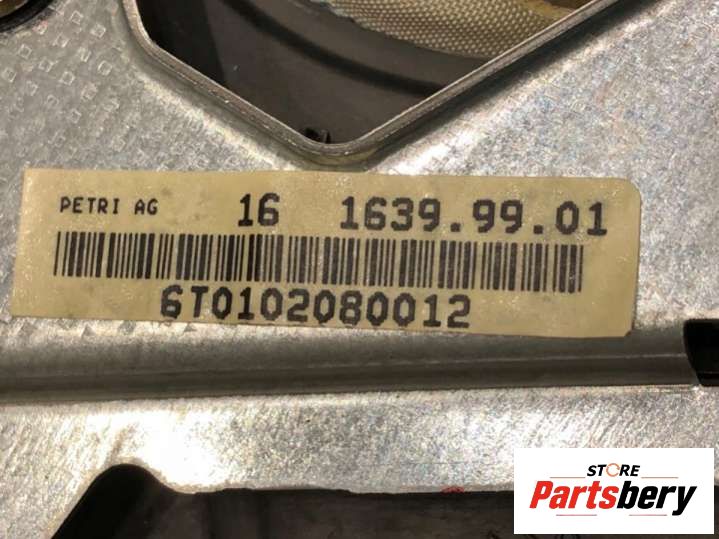 PETRI AG 16 1639.99.01
6T0102080012
STORE
Partsbery